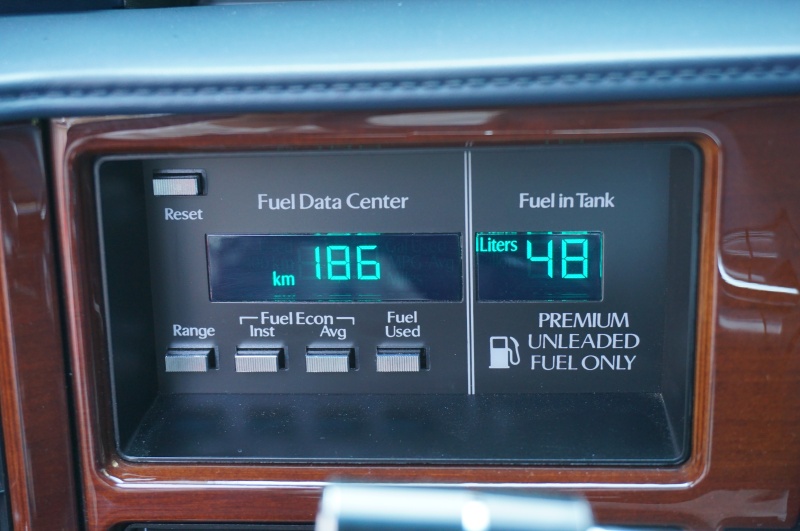 Fuel Data Center
Fuel in Tank
Reset
km 186
Liters 48
Range
Fuel Econ
Inst Avg
Fuel
Used
PREMIUM
UNLEADED
FUEL ONLY